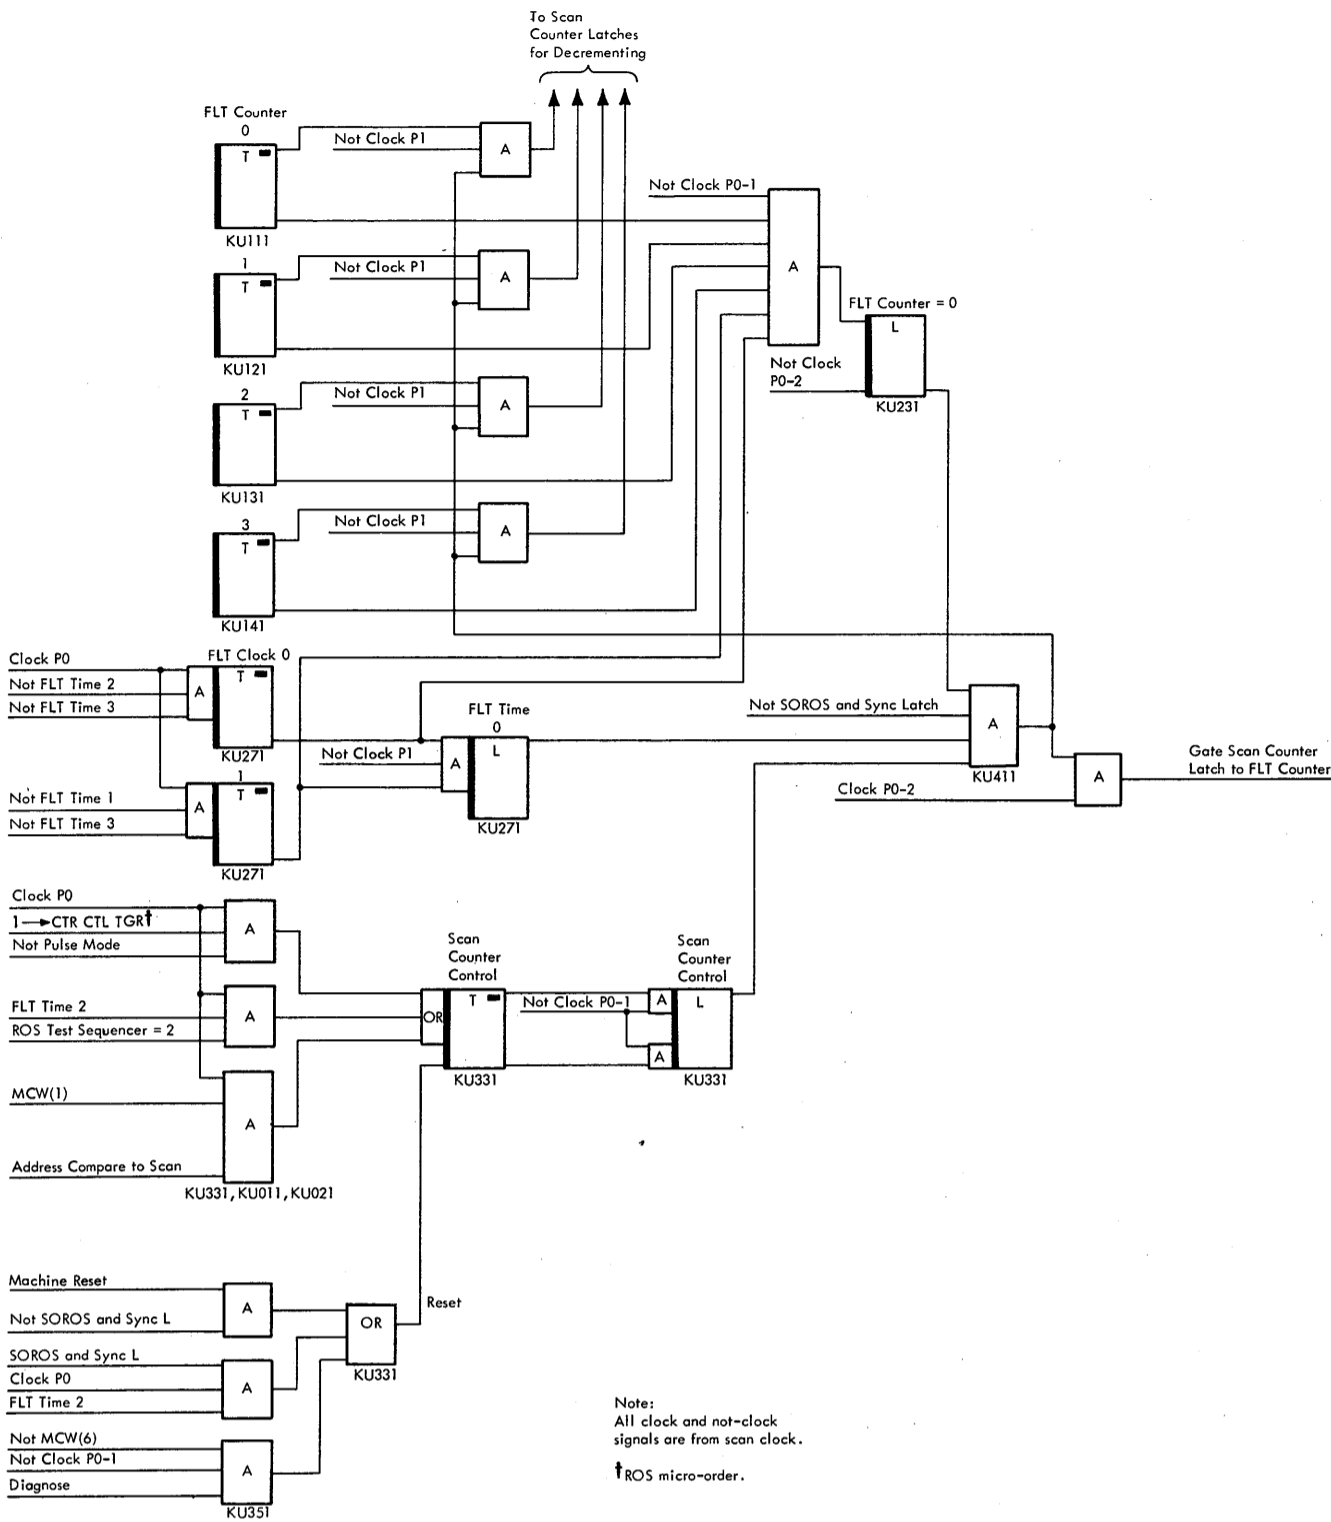 To Scan
Counter Latches
for Decrementing
FLT Counter
0
T
Not Clock P1
A
KU111
Not Clock P0-1
A
1
T
Not Clock P1
A
KU121
FLT Counter = 0
L
Not Clock
P0-2
KU231
2
T
Not Clock P1
A
KU131
3
T
Not Clock P1
A
KU141
Clock P0
Not FLT Time 2
Not FLT Time 3
A
FLT Clock 0
T
KU271
Not FLT Time 1
Not FLT Time 3
A
1
T
KU271
Not Clock P1
A
FLT Time
0
L
KU271
Not SOROS and Sync Latch
A
KU411
Clock P0-2
A
Gate Scan Counter
Latch to FLT Counter
Clock P0
1→CTR CTL TGR†
Not Pulse Mode
A
FLT Time 2
ROS Test Sequencer = 2
A
MCW(1)
Address Compare to Scan
A
KU331, KU011, KU021
OR
Scan
Counter
Control
T
KU331
Not Clock P0-1
A
A
Scan
Counter
Control
L
KU331
Machine Reset
Not SOROS and Sync L
A
SOROS and Sync L
Clock P0
FLT Time 2
A
Not MCW(6)
Not Clock P0-1
Diagnose
A
KU351
OR
KU331
Reset
Note:
All clock and not-clock
signals are from scan clock.
†ROS micro-order.